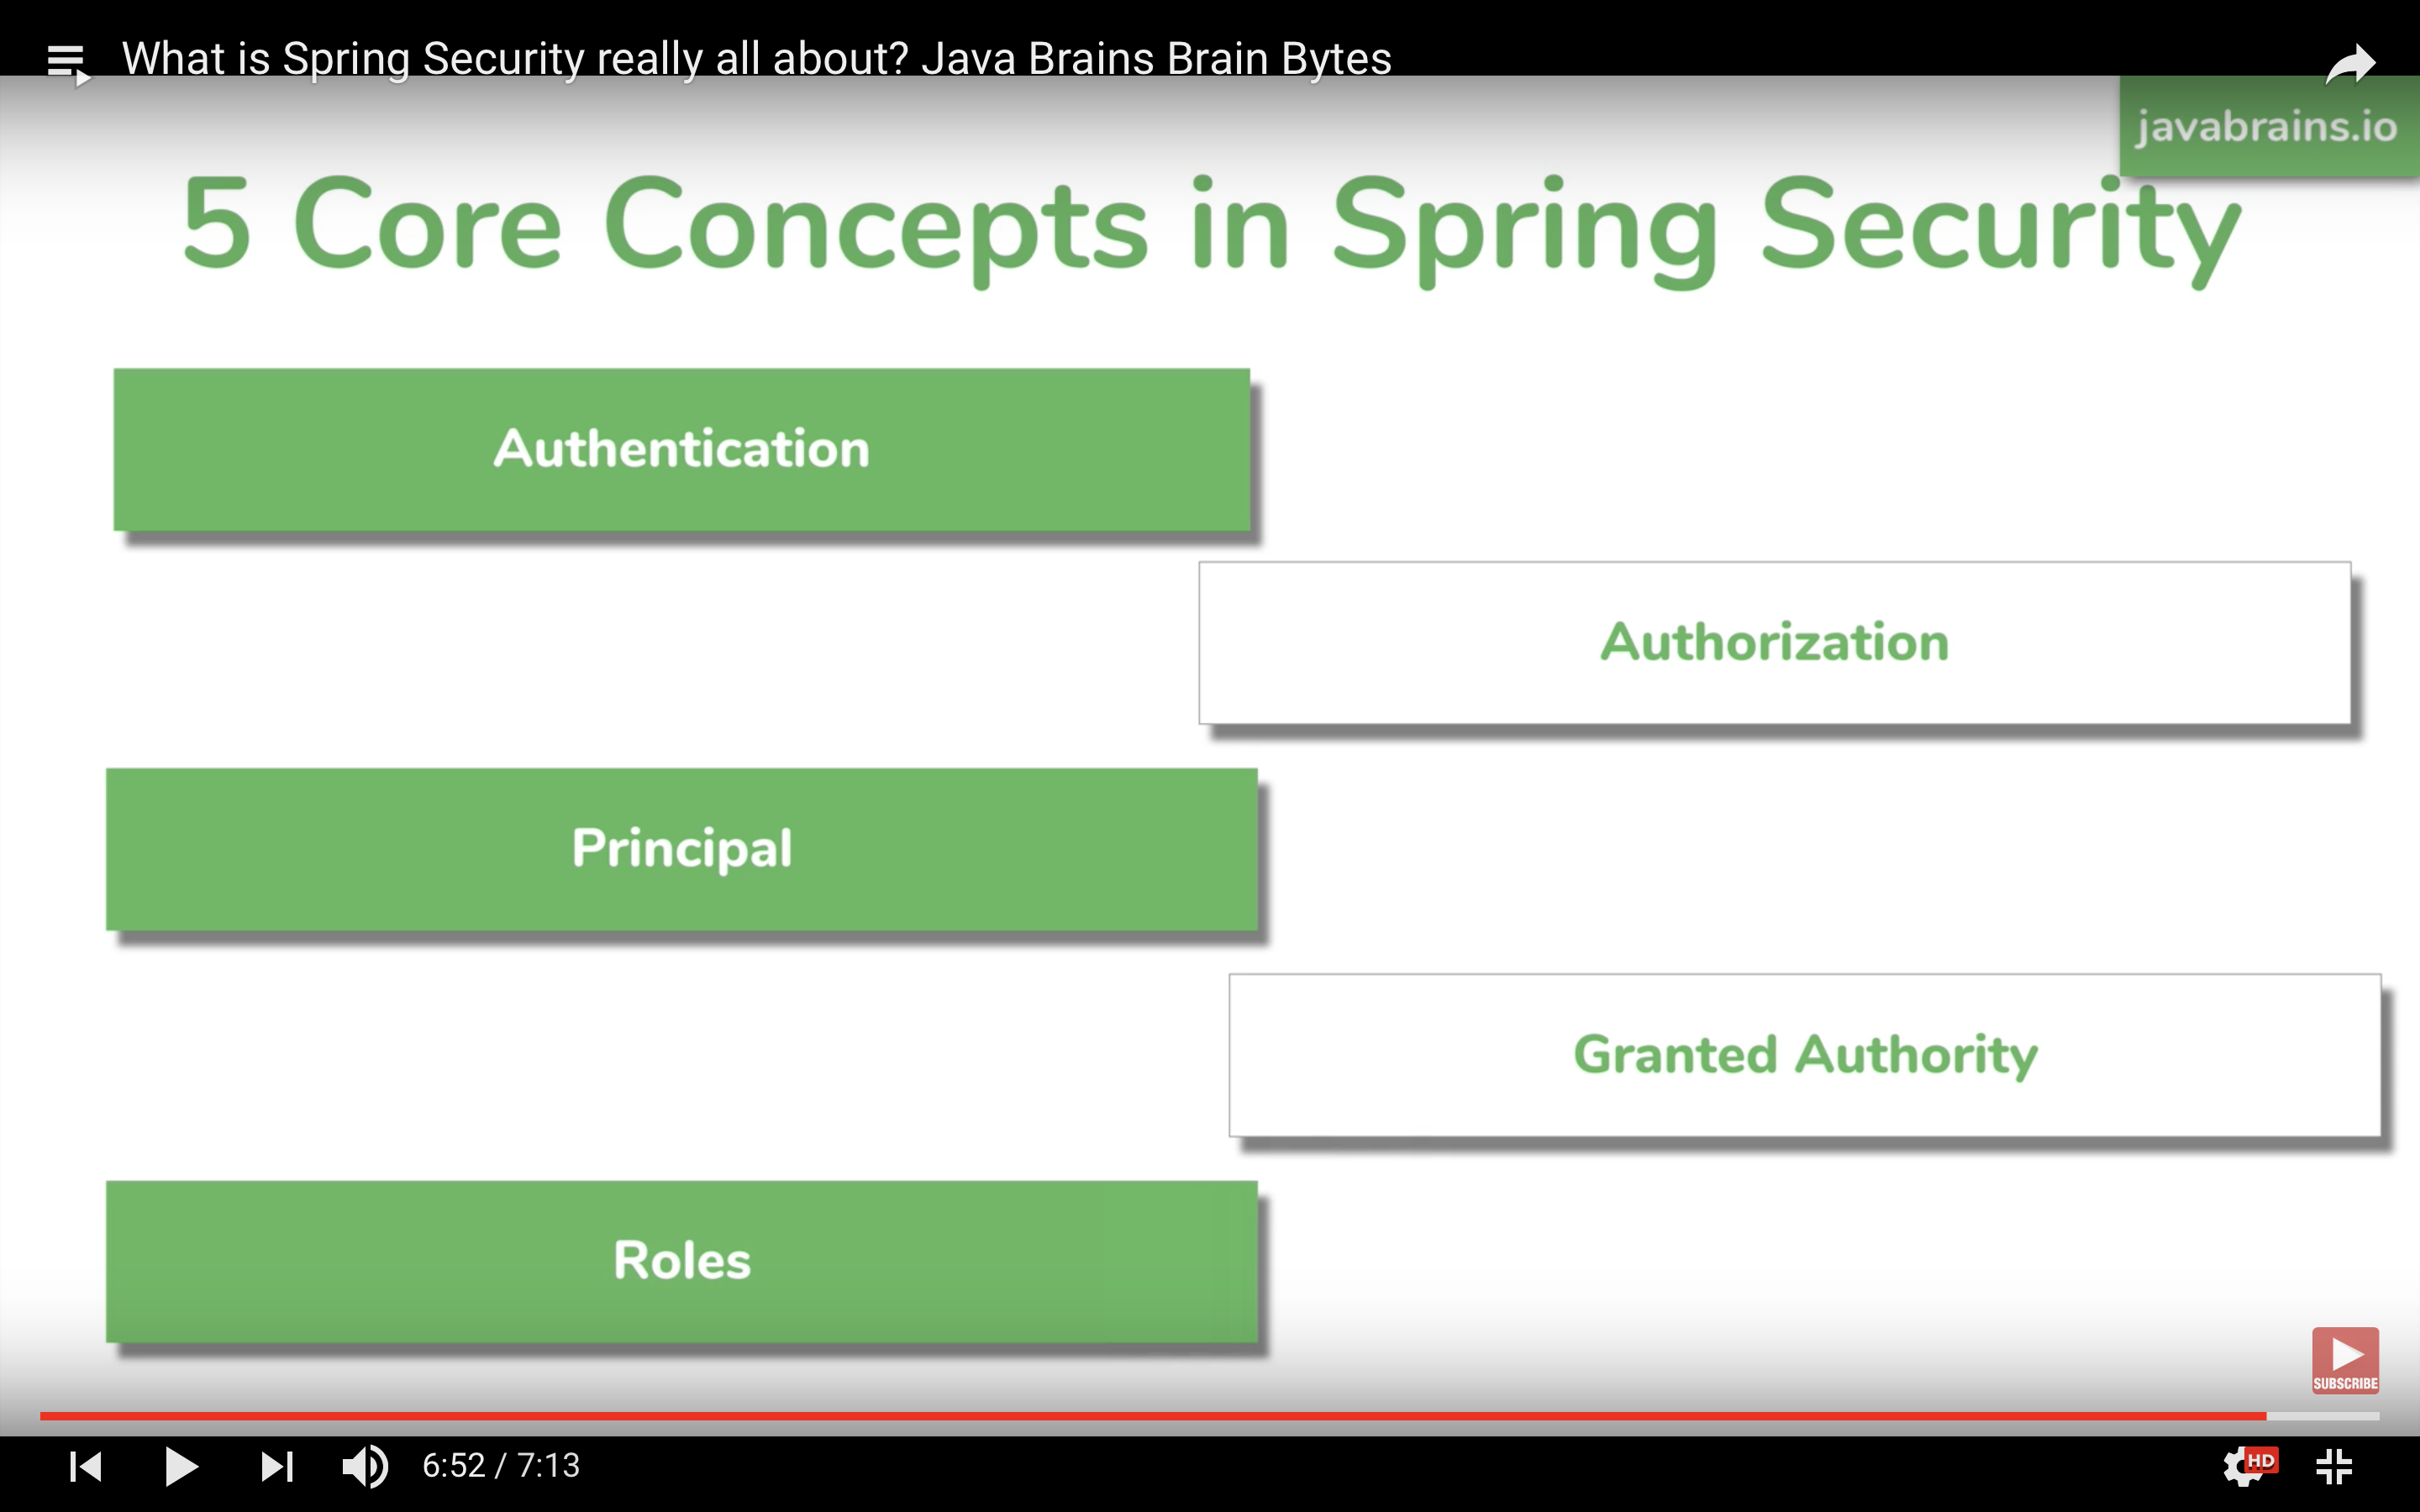 What is Spring Security really all about? Java Brains Brain Bytes
javabrains.io
5 Core Concepts in Spring Security
Authentication
Authorization
Principal
Granted Authority
Roles
SUBSCRIBE
6:52 / 7:13
HD